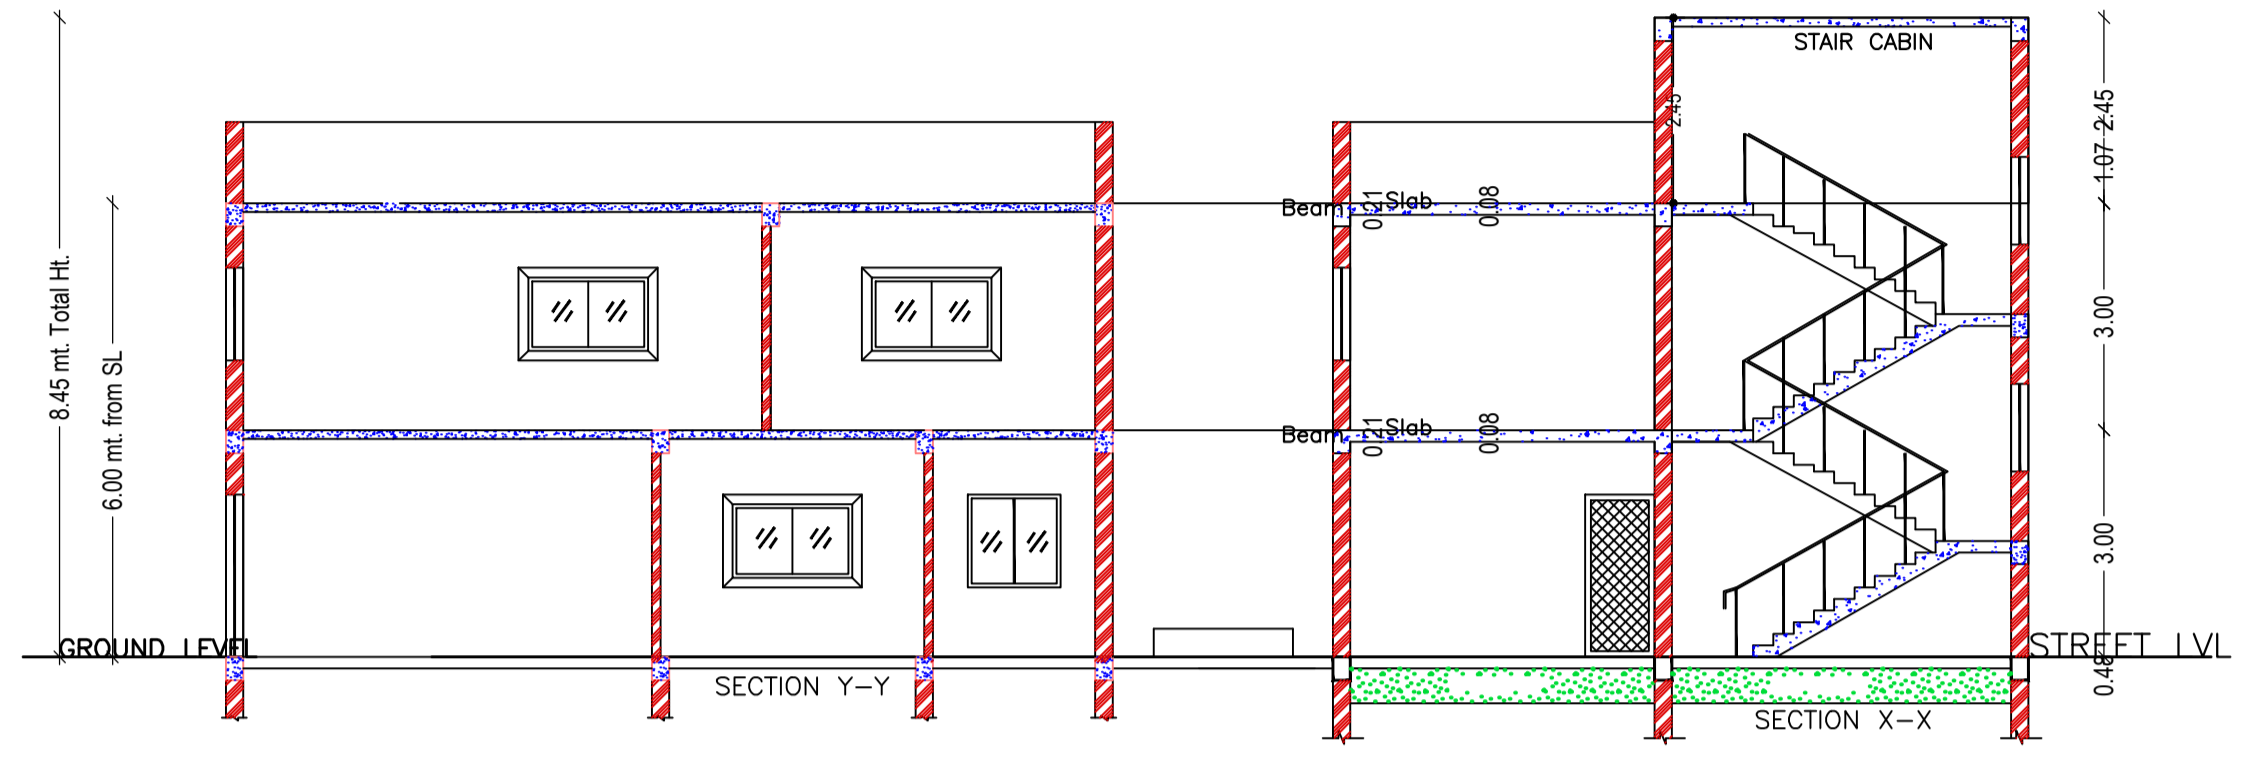 STAIR CABIN
2.45
2.45
1.07
8.45 mt. Total Ht.
6.00 mt. from SL
Beam
0.21
Slab
0.08
3.00
Beam
0.21
Slab
0.08
3.00
GROUND LEVEL
STREET LVL
0.48
SECTION Y-Y
SECTION X-X